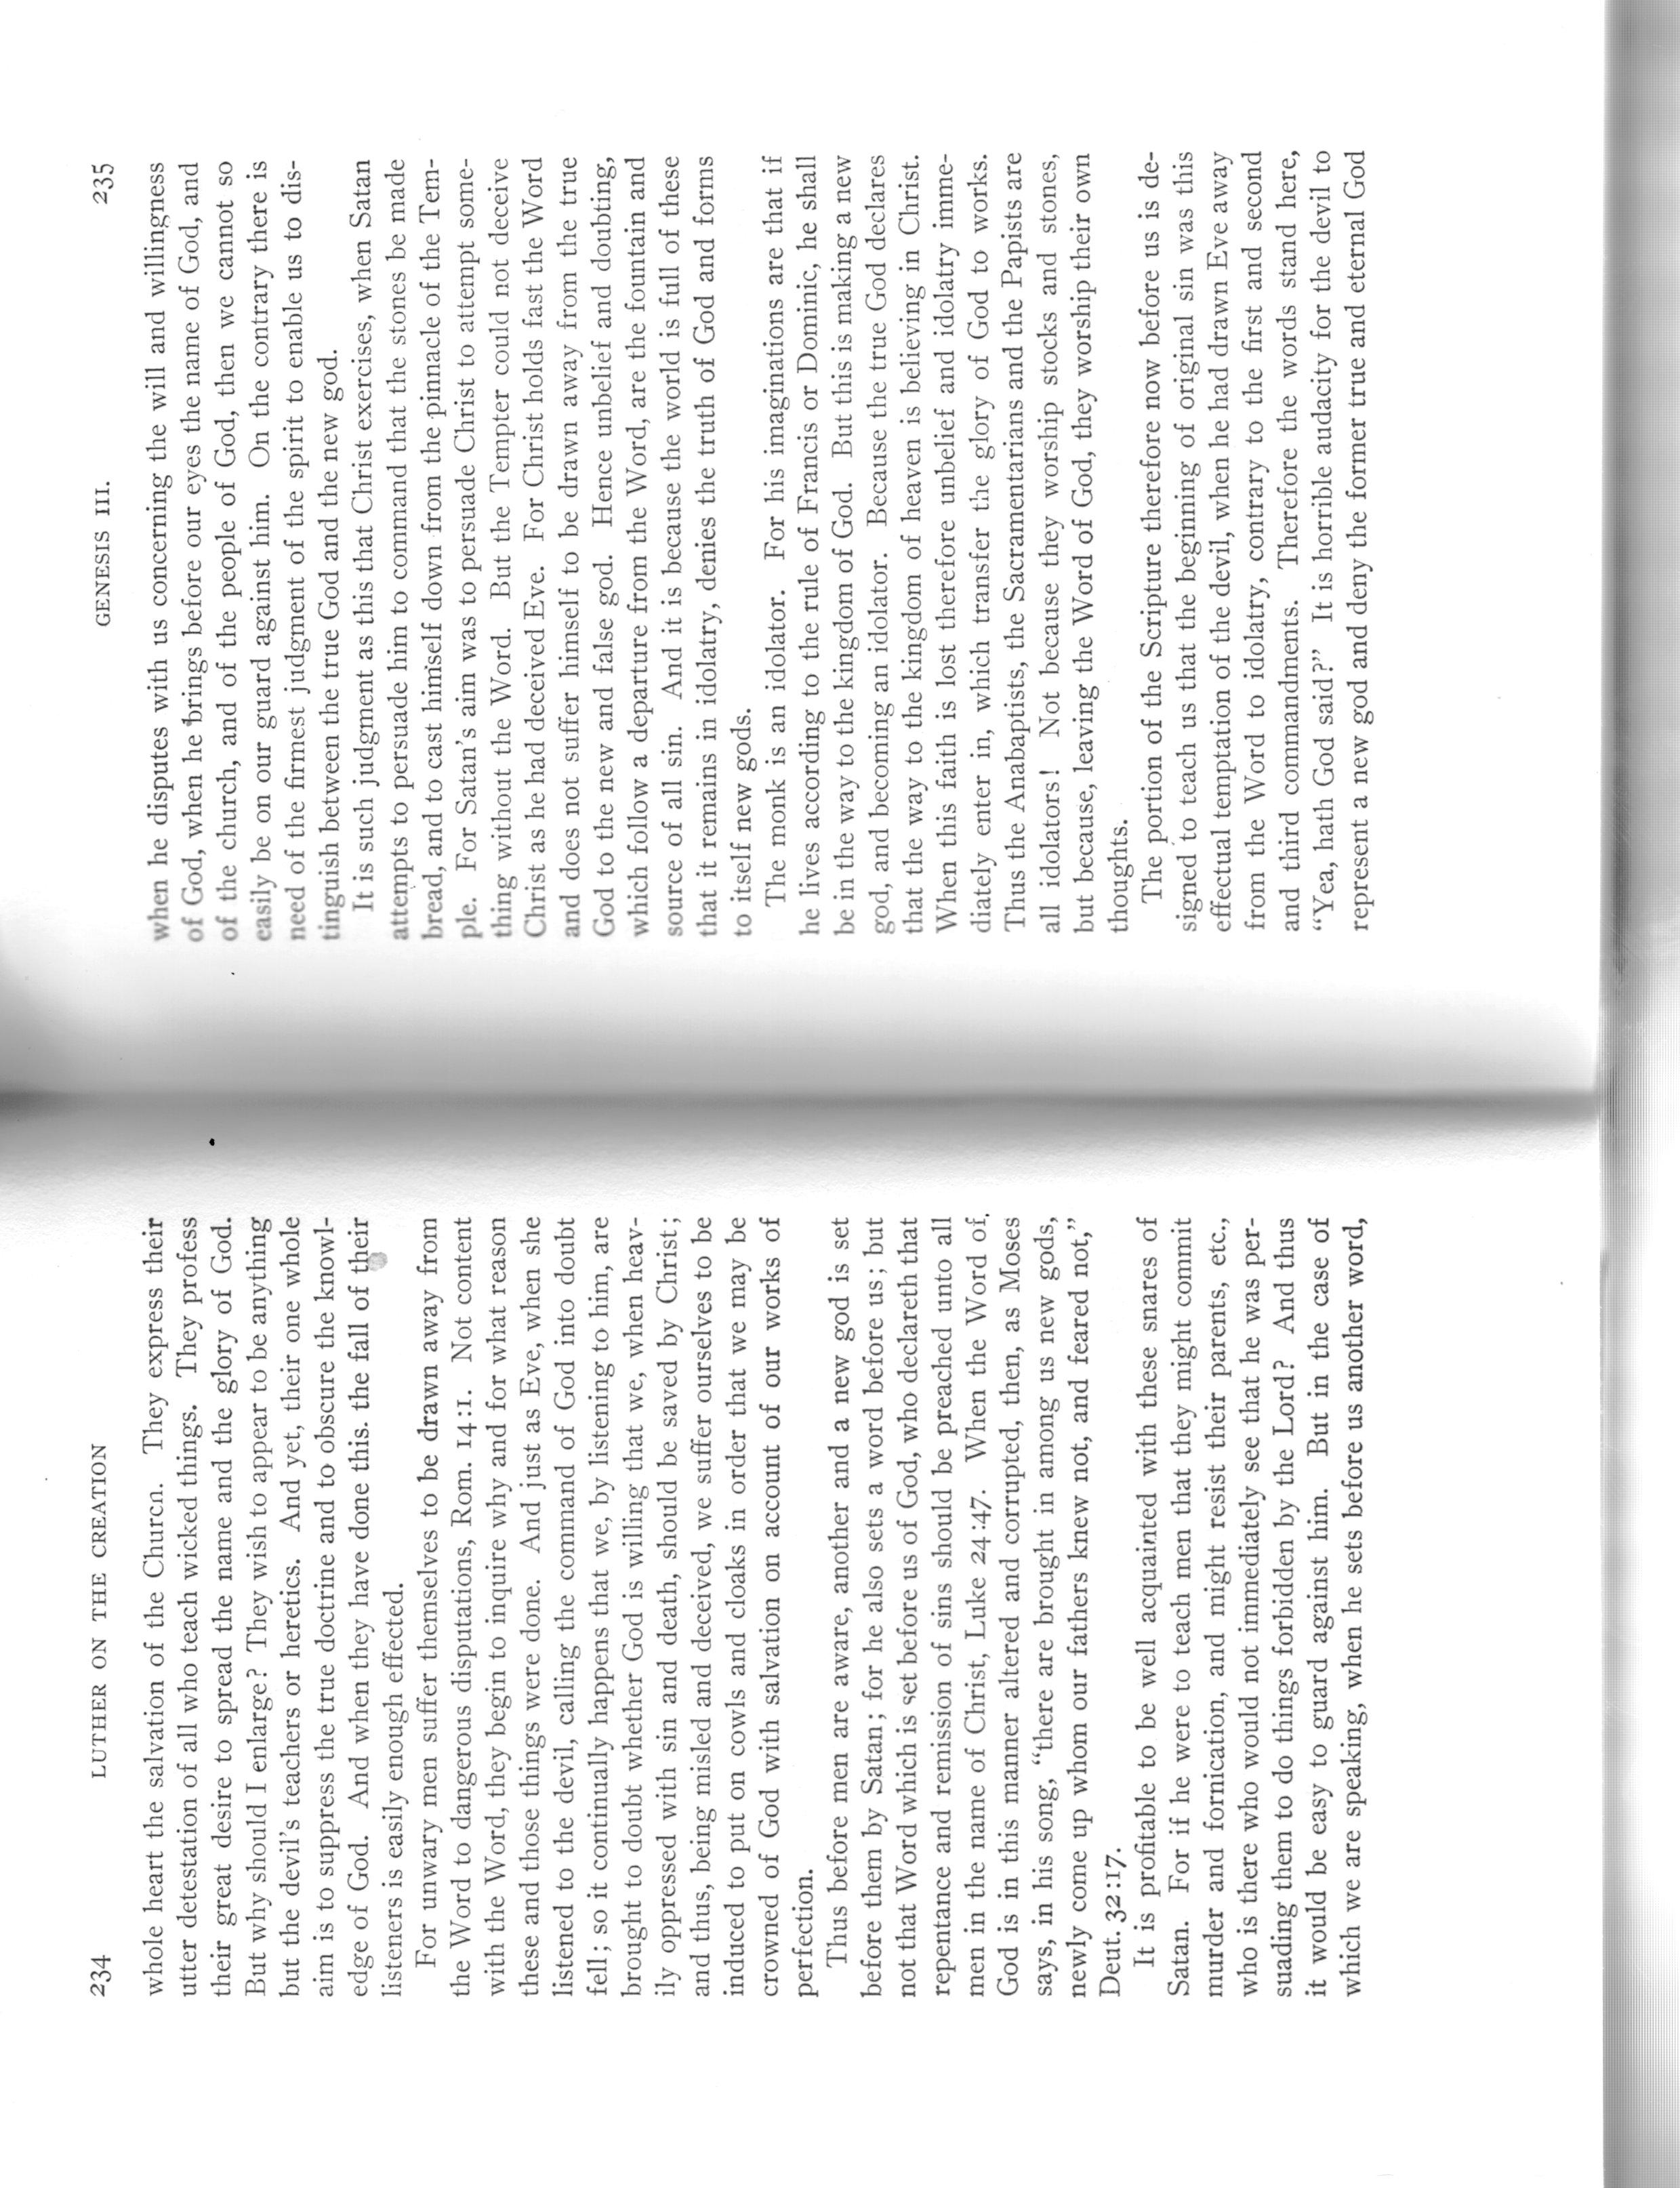 234 LUTHER ON THE CREATION
whole heart the salvation of the Church. They express their
utter detestation of all who teach wicked things. They profess
their great desire to spread the name and the glory of God.
But why should I enlarge? They wish to appear to be anything
but the devil's teachers or heretics. And yet, their one whole
aim is to suppress the true doctrine and to obscure the knowl-
edge of God. And when they have done this. the fall of their
listeners is easily enough effected.
For unwary men suffer themselves to be drawn away from
the Word to dangerous disputations, Rom. 14:1. Not content
with the Word, they begin to inquire why and for what reason
these and those things were done. And just as Eve, when she
listened to the devil, calling the command of God into doubt
fell; so it continually happens that we, by listening to him, are
brought to doubt whether God is willing that we, when heav-
ily oppressed with sin and death, should be saved by Christ;
and thus, being misled and deceived, we suffer ourselves to be
induced to put on cowls and cloaks in order that we may be
crowned of God with salvation on account of our works of
perfection.
Thus before men are aware, another and a new god is set
before them by Satan; for he also sets a word before us; but
not that Word which is set before us of God, who declareth that
repentance and remission of sins should be preached unto all
men in the name of Christ, Luke 24:47. When the Word of.
God is in this manner altered and corrupted, then, as Moses
says, in his song, “there are brought in among us new gods,
newly come up whom our fathers knew not, and feared not,”
Deut. 32:17.
It is profitable to be well acquainted with these snares of
Satan. For if he were to teach men that they might commit
murder and fornication, and might resist their parents, etc.,
who is there who would not immediately see that he was per-
suading them to do things forbidden by the Lord? And thus
it would be easy to guard against him. But in the case of
which we are speaking, when he sets before us another word,
GENESIS III. 235
when he disputes with us concerning the will and willingness
of God, when he brings before our eyes the name of God, and
of the church, and of the people of God, then we cannot so
easily be on our guard against him. On the contrary there is
need of the firmest judgment of the spirit to enable us to dis-
tinguish between the true God and the new god.
It is such judgment as this that Christ exercises, when Satan
attempts to persuade him to command that the stones be made
bread, and to cast himself down from the pinnacle of the Tem-
ple. For Satan's aim was to persuade Christ to attempt some-
thing without the Word. But the Tempter could not deceive
Christ as he had deceived Eve. For Christ holds fast the Word
and does not suffer himself to be drawn away from the true
God to the new and false god. Hence unbelief and doubting,
which follow a departure from the Word, are the fountain and
source of all sin. And it is because the world is full of these
that it remains in idolatry, denies the truth of God and forms
to itself new gods.
The monk is an idolator. For his imaginations are that if
he lives according to the rule of Francis or Dominic, he shall
be in the way to the kingdom of God. But this is making a new
god, and becoming an idolator. Because the true God declares
that the way to the kingdom of heaven is believing in Christ.
When this faith is lost therefore unbelief and idolatry imme-
diately enter in, which transfer the glory of God to works.
Thus the Anabaptists, the Sacramentarians and the Papists are
all idolators! Not because they worship stocks and stones,
but because, leaving the Word of God, they worship their own
thoughts.
The portion of the Scripture therefore now before us is de-
signed to teach us that the beginning of original sin was this
effectual temptation of the devil, when he had drawn Eve away
from the Word to idolatry, contrary to the first and second
and third commandments. Therefore the words stand here,
“Yea, hath God said?” It is horrible audacity for the devil to
represent a new god and deny the former true and eternal God